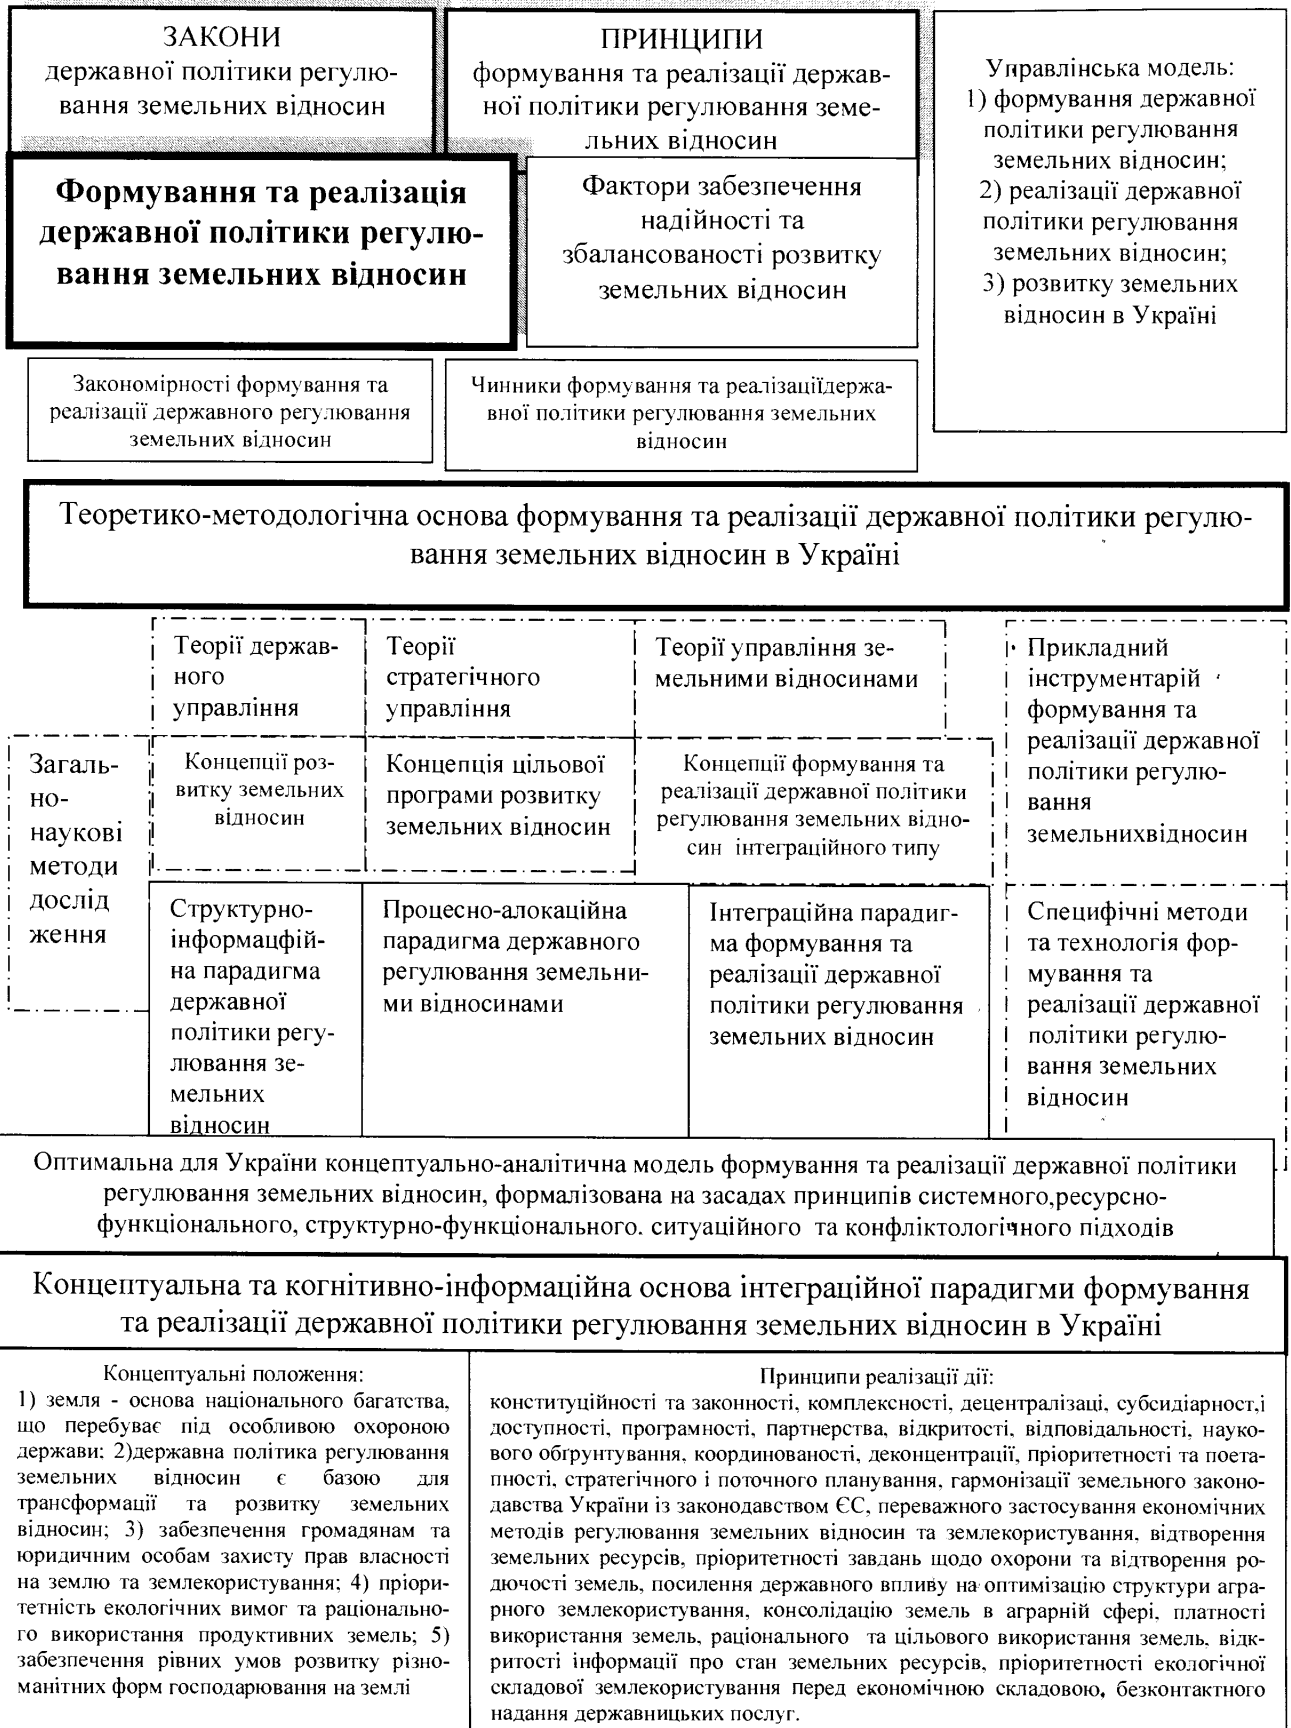 ЗАКОНИ
державної політики регулю-
вання земельних відносин
ПРИНЦИПИ
формування та реалізації держав-
ної політики регулювання земе-
льних відносин
Управлінська модель:
1) формування державної
політики регулювання
земельних відносин;
2) реалізації державної
політики регулювання
земельних відносин;
3) розвитку земельних
відносин в Україні
Формування та реалізація
державної політики регулю-
вання земельних відносин
Фактори забезпечення
надійності та
збалансованості розвитку
земельних відносин
Закономірності формування та
реалізації державного регулювання
земельних відносин
Чинники формування та реалізаціїдержа-
вної політики регулювання земельних
відносин
Теоретико-методологічна основа формування та реалізації державної політики регулю-
вання земельних відносин в Україні
Теорії держав-
ного
управління
Теорії
стратегічного
управління
Теорії управління зе-
мельними відносинами
Прикладний
інструментарій
формування та
реалізації державної
політики регулю-
вання
земельнихвідносин
Загаль-
но-
наукові
методи
дослід
ження
Концепції роз-
витку земельних
відносин
Концепція цільової
програми розвитку
земельних відносин
Концепції формування та
реалізації державної політики
регулювання земельних відно-
син інтеграційного типу
Структурно-
інформацфій-
на парадигма
державної
політики регу-
лювання зе-
мельних
відносин
Процесно-алокаційна
парадигма державного
регулювання земельни-
ми відносинами
Інтеграційна парадиг-
ма формування та
реалізації державної
політики регулювання
земельних відносин
Специфічні методи
та технологія фор-
мування та
реалізації державної
політики регулю-
вання земельних
відносин
Оптимальна для України концептуально-аналітична модель формування та реалізації державної політики
регулювання земельних відносин, формалізована на засадах принципів системного,ресурсно-
функціонального, структурно-функціонального. ситуаційного та конфліктологічного підходів
Концептуальна та когнітивно-інформаційна основа інтеграційної парадигми формування
та реалізації державної політики регулювання земельних відносин в Україні
Концептуальні положення:
1) земля - основа національного багатства,
що перебуває під особливою охороною
держави; 2)державна політика регулювання
земельних відносин є базою для
трансформації та розвитку земельних
відносин; 3) забезпечення громадянам та
юридичним особам захисту прав власності
на землю та землекористування; 4) пріори-
тетність екологічних вимог та раціонально-
го використання продуктивних земель; 5)
забезпечення рівних умов розвитку різно-
манітних форм господарювання на землі
Принципи реалізації дії:
конституційності та законності, комплексності, децентралізаці, субсидіарност,і
доступності, програмності, партнерства, відкритості, відповідальності, науко-
вого обґрунтування, координованості, деконцентрації, пріоритетності та поета-
пності, стратегічного і поточного планування, гармонізації земельного законо-
давства України із законодавством ЄС, переважного застосування економічних
методів регулювання земельних відносин та землекористування, відтворення
земельних ресурсів, пріоритетності завдань щодо охорони та відтворення ро-
дючості земель, посилення державного впливу на оптимізацію структури агра-
рного землекористування, консолідацію земель в аграрній сфері, платності
використання земель, раціонального та цільового використання земель, відк-
ритості інформації про стан земельних ресурсів, пріоритетності екологічної
складової землекористування перед економічною складовою, безконтактного
надання державницьких послуг.